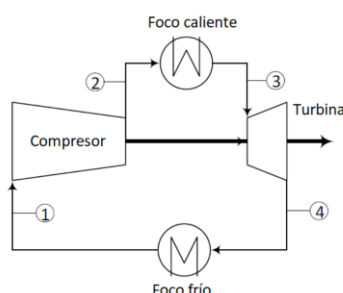 Foco caliente
2
3
Turbina
Compresor
1
4
Foco frío